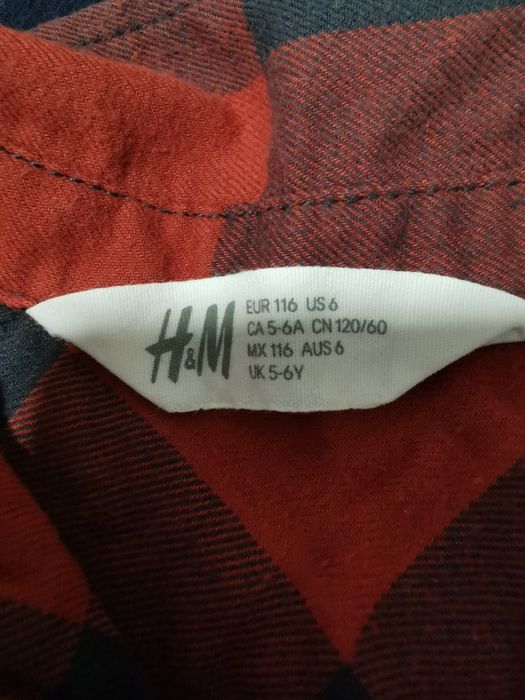 H&M
EUR 116 US 6
CA 5-6A CN 120/60
MX 116 AUS 6
UK 5-6Y